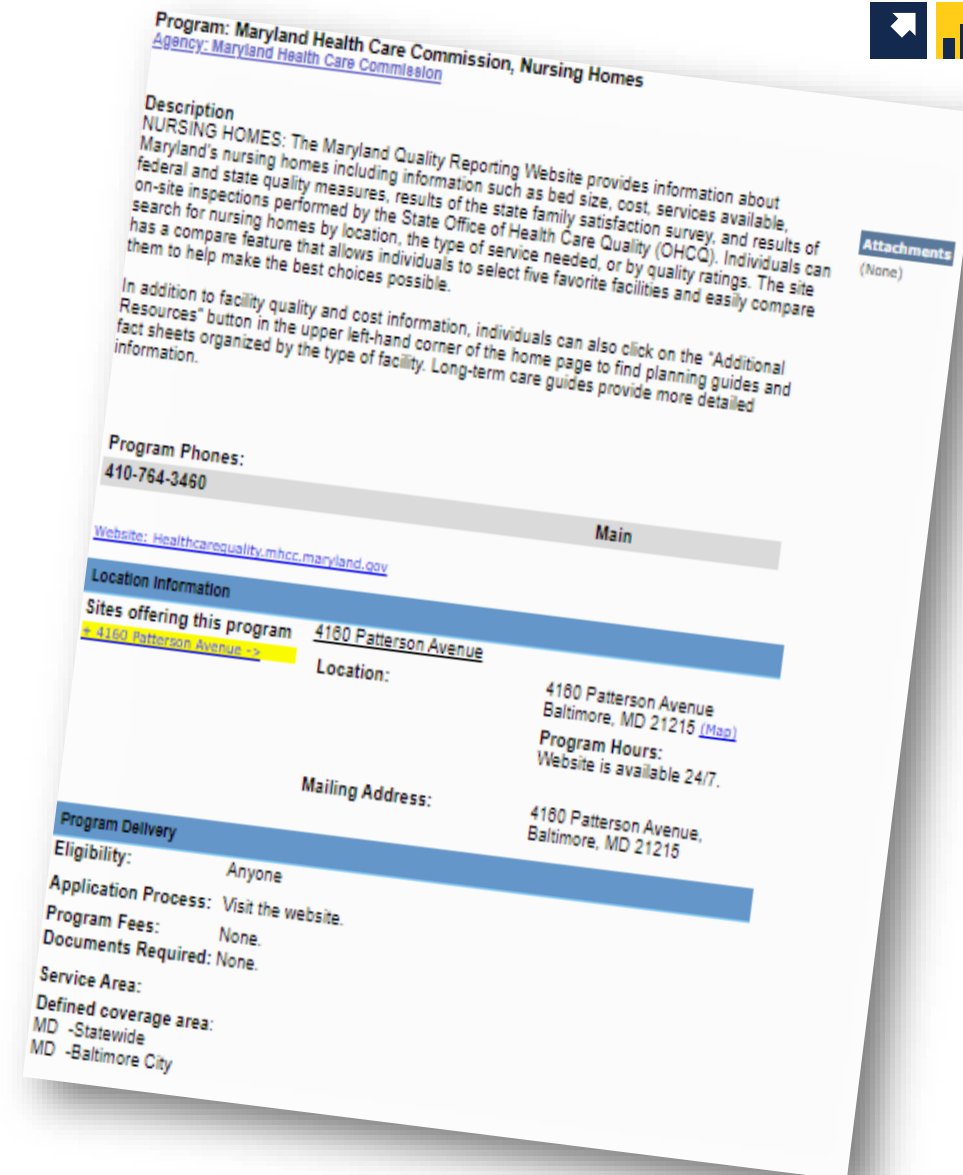 Program: Maryland Health Care Commission, Nursing Homes
Agency: Maryland Health Care Commission
Description
NURSING HOMES: The Maryland Quality Reporting Website provides information about
Maryland's nursing homes including information such as bed size, cost, services available,
federal and state quality measures, results of the state family satisfaction survey, and results of
on-site inspections performed by the State Office of Health Care Quality (OHCQ). Individuals can
search for nursing homes by location, the type of service needed, or by quality ratings. The site
has a compare feature that allows individuals to select five favorite facilities and easily compare
them to help make the best choices possible.
Attachments
(None)
In addition to facility quality and cost information, individuals can also click on the "Additional
Resources" button in the upper left-hand corner of the home page to find planning guides and
fact sheets organized by the type of facility. Long-term care guides provide more detailed
information.
Program Phones:
410-764-3460 Main
Website: Healthcarequality.mhcc.maryland.gov
Location Information
Sites offering this program 4160 Patterson Avenue
+ 4160 Patterson Avenue ->
Location: 4160 Patterson Avenue
Baltimore, MD 21215 (Map)
Program Hours:
Website is available 24/7.
Mailing Address: 4160 Patterson Avenue,
Baltimore, MD 21215
Program Delivery
Eligibility: Anyone
Application Process: Visit the website.
Program Fees: None.
Documents Required: None.
Service Area:
Defined coverage area:
MD -Statewide
MD -Baltimore City